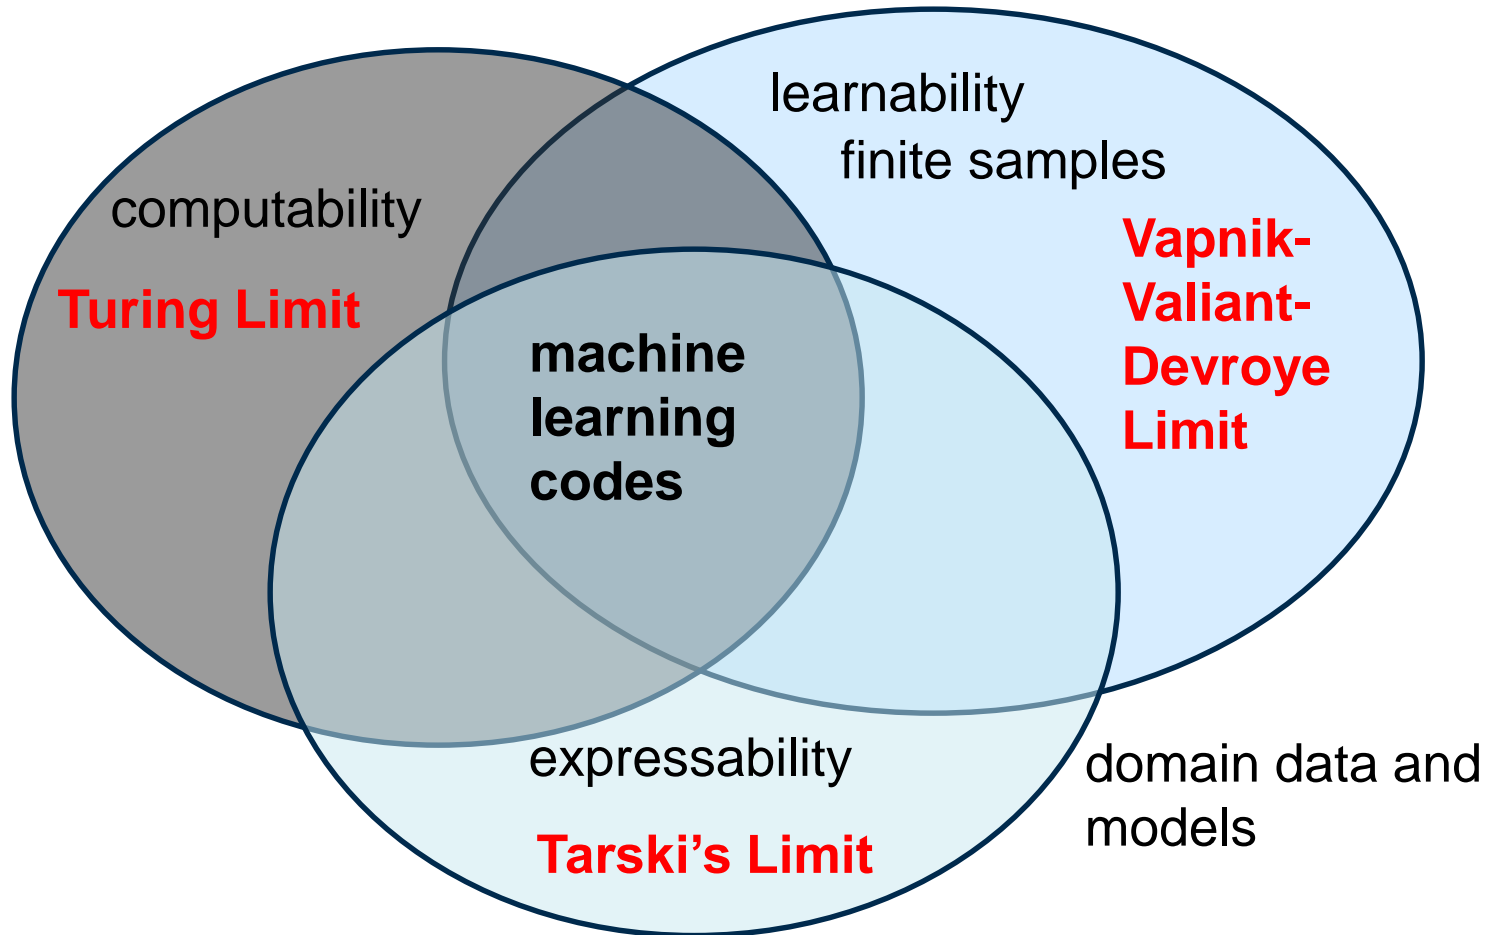 learnability
finite samples
computability
Vapnik-
Valiant-
Devroye
Limit
Turing Limit
machine
learning
codes
expressability
Tarski’s Limit
domain data and
models